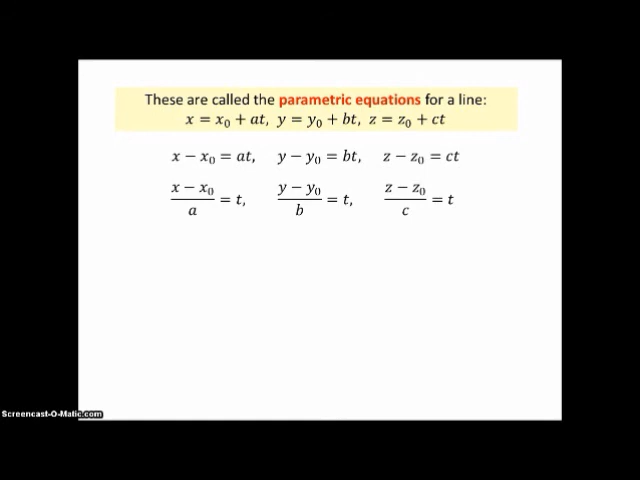 These are called the parametric equations for a line:
x = x₀ + at, y = y₀ + bt, z = z₀ + ct
x − x₀ = at, y − y₀ = bt, z − z₀ = ct
(x − x₀)/a = t, (y − y₀)/b = t, (z − z₀)/c = t
Screencast-O-Matic.com